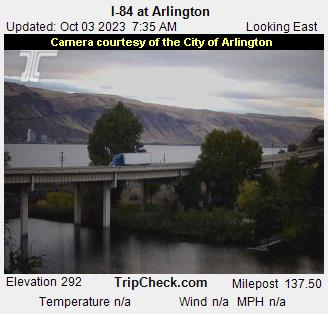 I-84 at Arlington
Updated: Oct 03 2023 7:35 AM Looking East
Camera courtesy of the City of Arlington
Elevation 292 TripCheck.com Milepost 137.50
Temperature n/a Wind n/a MPH n/a